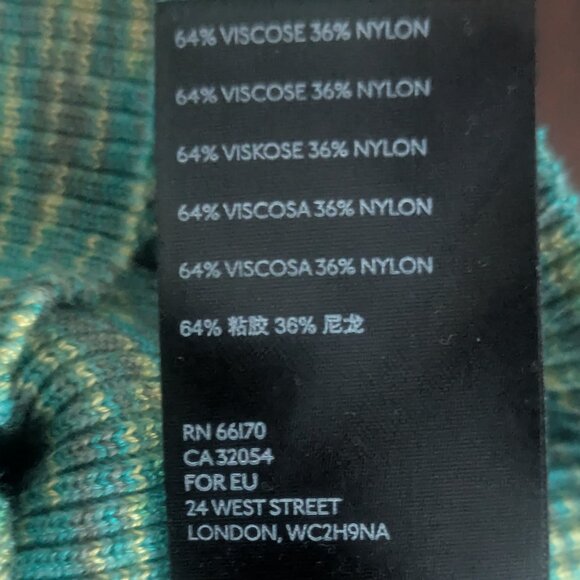 64% VISCOSE 36% NYLON
64% VISCOSE 36% NYLON
64% VISKOSE 36% NYLON
64% VISCOSA 36% NYLON
64% VISCOSA 36% NYLON
64% 粘胶 36% 尼龙
RN 66170
CA 32054
FOR EU
24 WEST STREET
LONDON, WC2H9NA